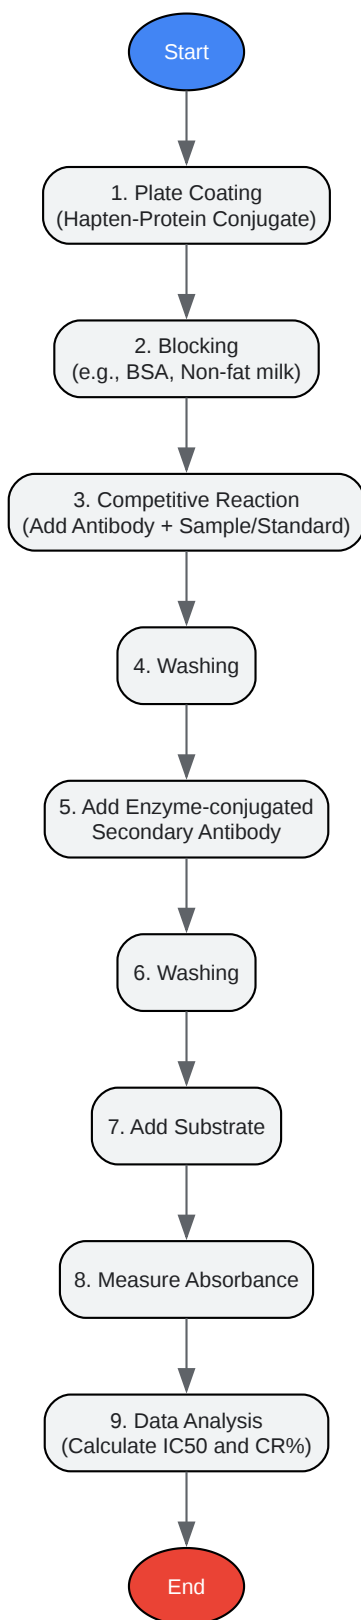 Start
1. Plate Coating
(Hapten-Protein Conjugate)
2. Blocking
(e.g., BSA, Non-fat milk)
3. Competitive Reaction
(Add Antibody + Sample/Standard)
4. Washing
5. Add Enzyme-conjugated
Secondary Antibody
6. Washing
7. Add Substrate
8. Measure Absorbance
9. Data Analysis
(Calculate IC50 and CR%)
End